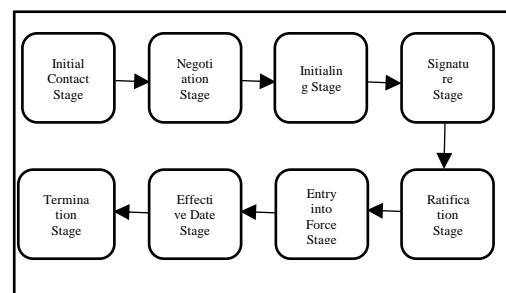 Initial
Contact
Stage
Negoti
ation
Stage
Initialin
g Stage
Signatu
re
Stage
Ratifica
tion
Stage
Entry
into
Force
Stage
Effecti
ve Date
Stage
Termina
tion
Stage